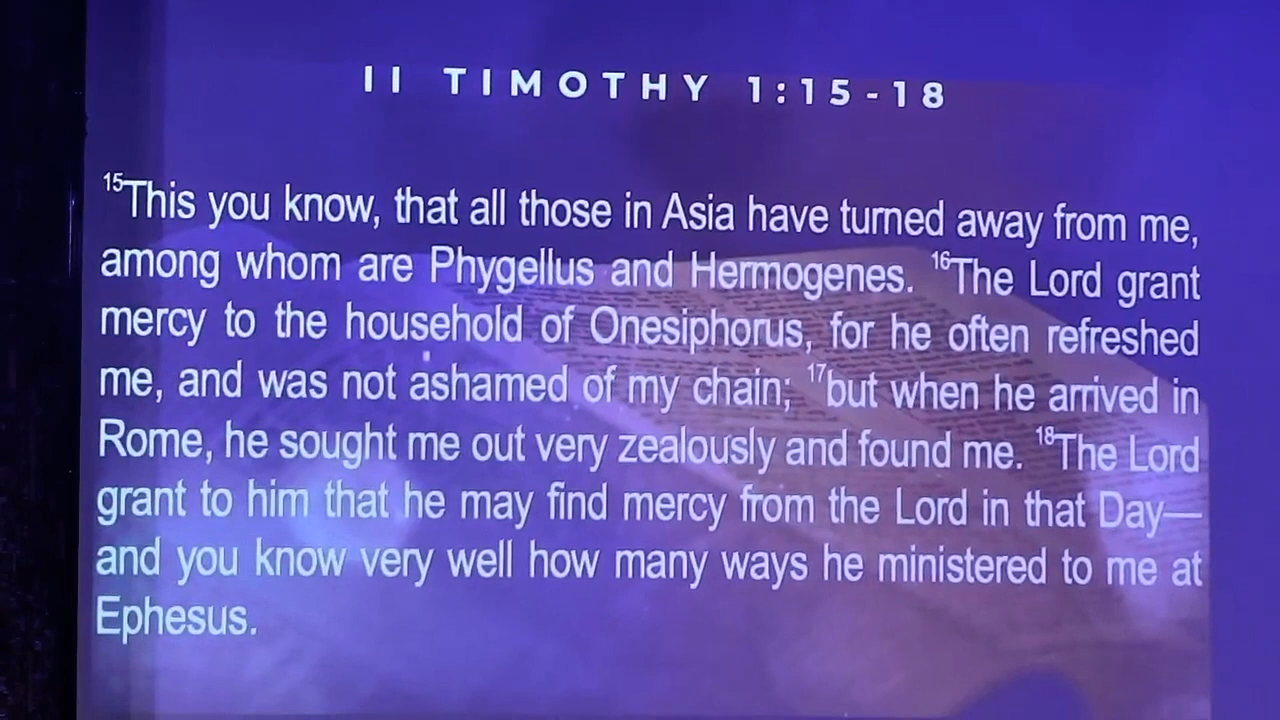 II TIMOTHY 1:15-18
15This you know, that all those in Asia have turned away from me,
among whom are Phygellus and Hermogenes. 16The Lord grant
mercy to the household of Onesiphorus, for he often refreshed
me, and was not ashamed of my chain; 17but when he arrived in
Rome, he sought me out very zealously and found me. 18The Lord
grant to him that he may find mercy from the Lord in that Day—
and you know very well how many ways he ministered to me at
Ephesus.